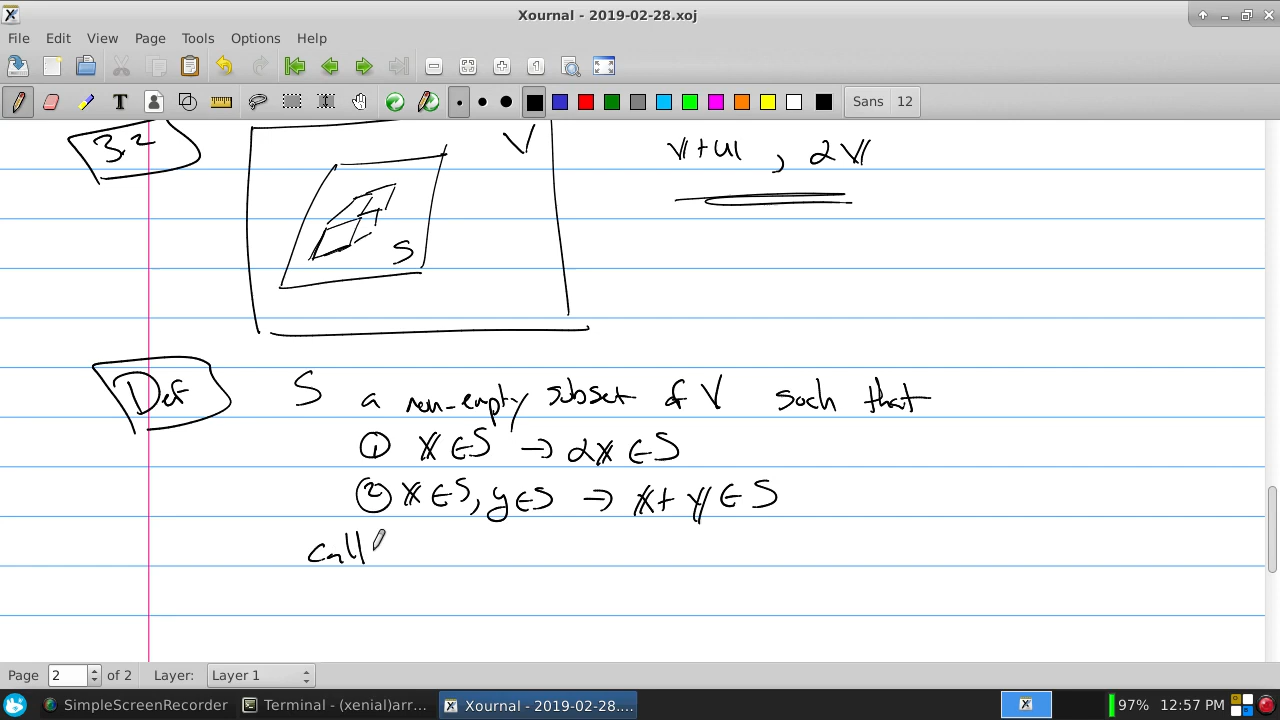 Xournal - 2019-02-28.xoj
File Edit View Page Tools Options Help
Sans 12
3.2
V
V+U , αV
S
Def S a non-empty subset of V such that
① X ∈ S → αX ∈ S
② X ∈ S, y ∈ S → X + y ∈ S
call
Page 2 of 2 Layer: Layer 1
SimpleScreenRecorder Terminal - (xenial)arr... Xournal - 2019-02-28.... 97% 12:57 PM